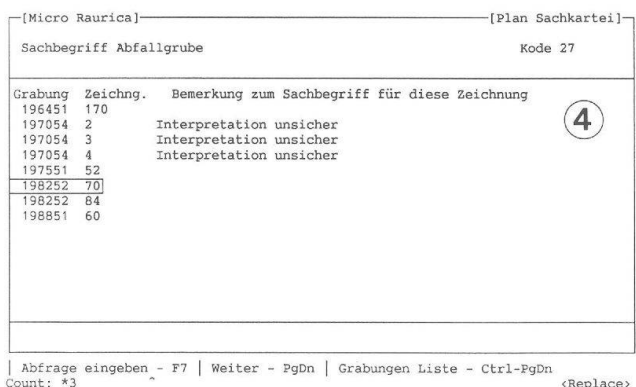 [Micro Raurica] [Plan Sachkartei]
Sachbegriff Abfallgrube Kode 27
Grabung Zeichng. Bemerkung zum Sachbegriff für diese Zeichnung
196451 170
197054 2 Interpretation unsicher
197054 3 Interpretation unsicher
197054 4 Interpretation unsicher
197551 52
198252 70
198252 84
198851 60
4
| Abfrage eingeben - F7 | Weiter - PgDn | Grabungen Liste - Ctrl-PgDn
Count: *3 ^ <Replace>